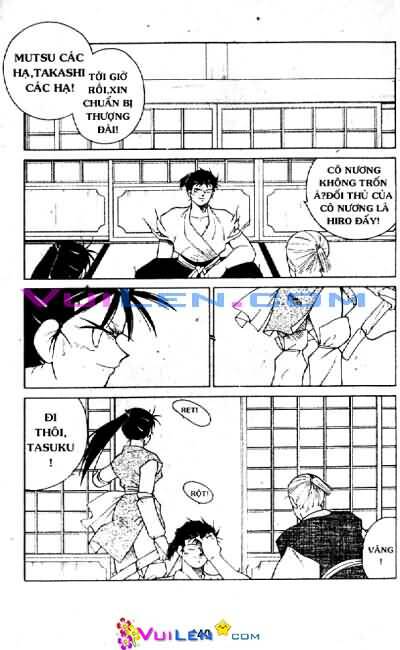 MUTSU CÁC
HẠ,TAKASHI
CÁC HẠ!
TỚI GIỜ
RỒI,XIN
CHUẨN BỊ
THƯỢNG
ĐÀI!
CÔ NƯƠNG
KHÔNG TRỐN
À?ĐỐI THỦ CỦA
CÔ NƯƠNG LÀ
HIRO ĐẤY!
VUILEN.COM
ĐI
THÔI,
TASUKU
!
RẸT!
RỘT!
VÂNG
!
40
VUILEN.COM